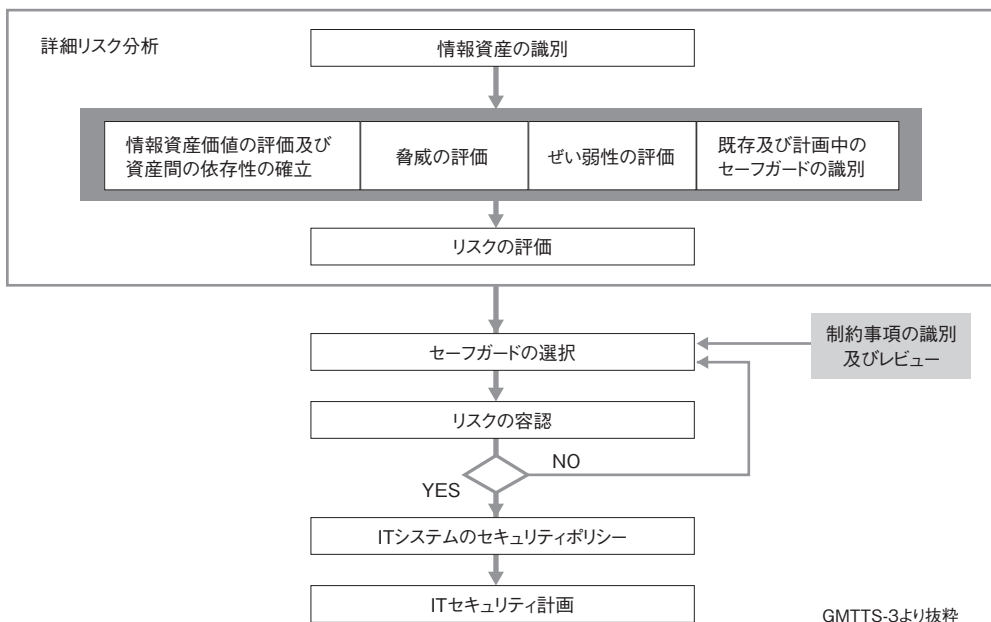 詳細リスク分析
情報資産の識別
情報資産価値の評価及び
資産間の依存性の確立
脅威の評価
ぜい弱性の評価
既存及び計画中の
セーフガードの識別
リスクの評価
セーフガードの選択
制約事項の識別
及びレビュー
リスクの容認
NO
YES
ITシステムのセキュリティポリシー
ITセキュリティ計画
GMTTS-3より抜粋